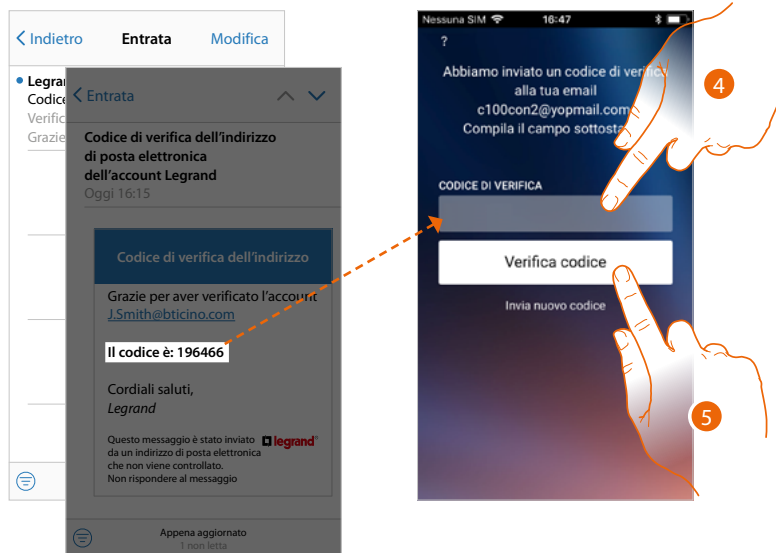 Indietro
Entrata
Modifica
Legra
Codice
Verific
Grazie
Entrata
Codice di verifica dell'indirizzo
di posta elettronica
dell'account Legrand
Oggi 16:15
Codice di verifica dell'indirizzo
Grazie per aver verificato l'account
J.Smith@bticino.com
Il codice è: 196466
Cordiali saluti,
Legrand
Questo messaggio è stato inviato
da un indirizzo di posta elettronica
che non viene controllato.
Non rispondere al messaggio
legrand®
Appena aggiornato
1 non letta
Nessuna SIM
16:47
?
Abbiamo inviato un codice di verifica
alla tua email
c100con2@yopmail.com
Compila il campo sottosta
CODICE DI VERIFICA
Verifica codice
Invia nuovo codice
4
5